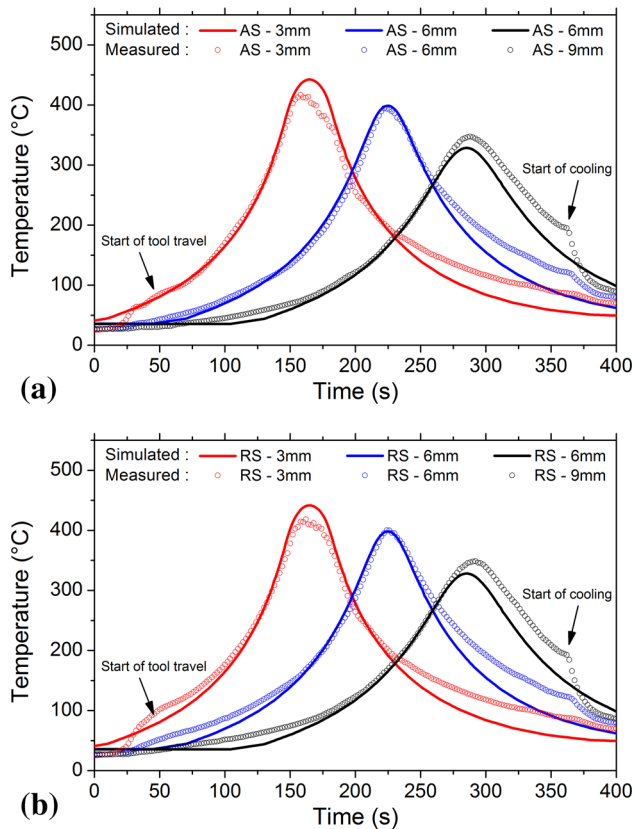 Simulated : AS - 3mm AS - 6mm AS - 6mm
Measured : AS - 3mm AS - 6mm AS - 9mm
500
400
300
200
100
0
Temperature (°C)
Start of tool travel
Start of cooling
0 50 100 150 200 250 300 350 400
Time (s)
(a)
Simulated : RS - 3mm RS - 6mm RS - 6mm
Measured : RS - 3mm RS - 6mm RS - 9mm
500
400
300
200
100
0
Temperature (°C)
Start of tool travel
Start of cooling
0 50 100 150 200 250 300 350 400
Time (s)
(b)